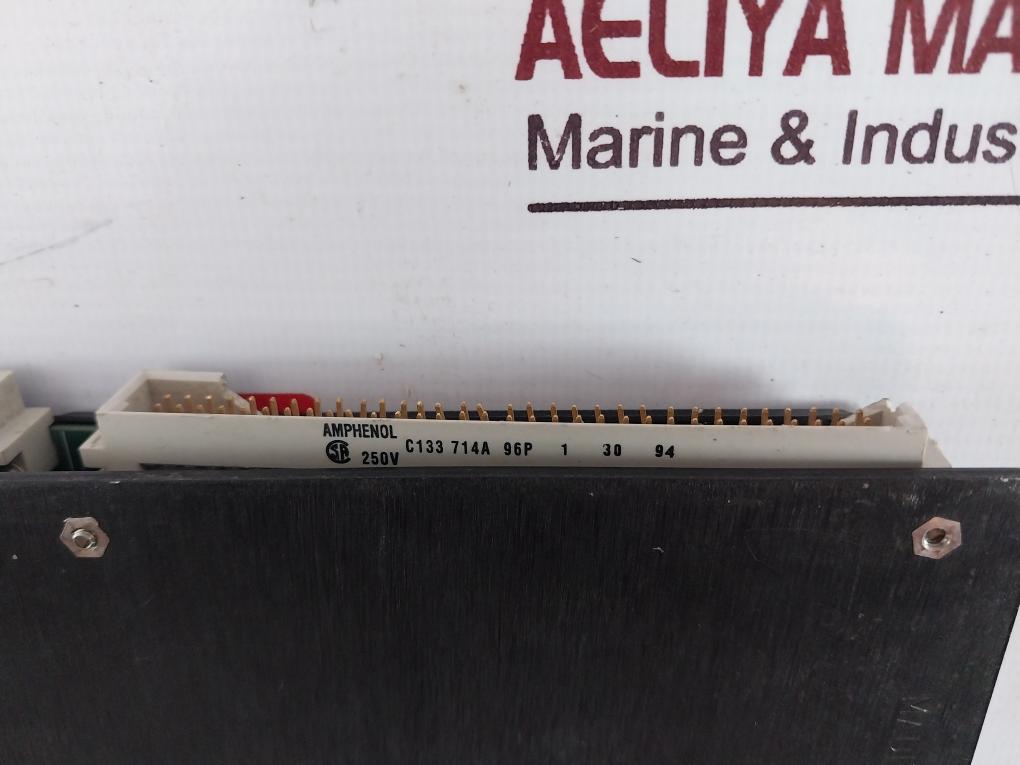 AELIYA MA
Marine & Indus
AMPHENOL
250V C133 714A 96P 1 30 94